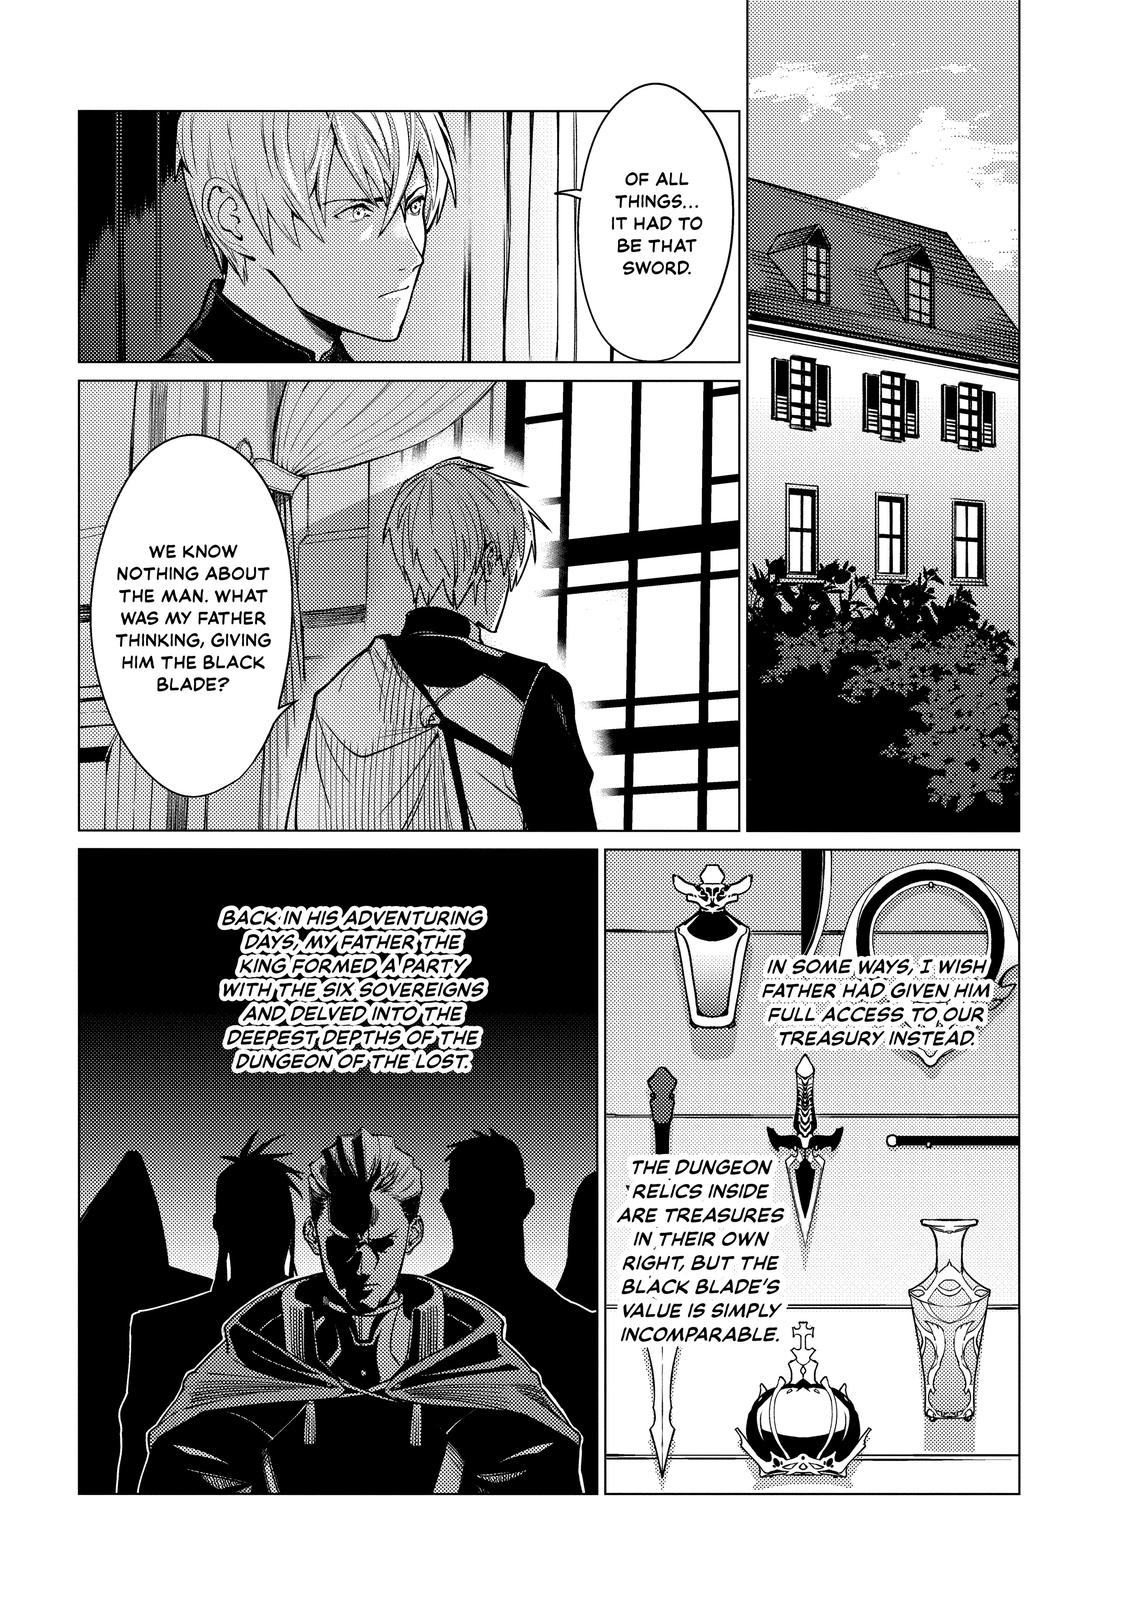 OF ALL
THINGS...
IT HAD TO
BE THAT
SWORD.
WE KNOW
NOTHING ABOUT
THE MAN. WHAT
WAS MY FATHER
THINKING, GIVING
HIM THE BLACK
BLADE?
IN SOME WAYS, I WISH
FATHER HAD GIVEN HIM
FULL ACCESS TO OUR
TREASURY INSTEAD.
THE DUNGEON
RELICS INSIDE
ARE TREASURES
IN THEIR OWN
RIGHT, BUT THE
BLACK BLADE'S
VALUE IS SIMPLY
INCOMPARABLE.
BACK IN HIS ADVENTURING
DAYS, MY FATHER THE
KING FORMED A PARTY
WITH THE SIX SOVEREIGNS
AND DELVED INTO THE
DEEPEST DEPTHS OF THE
DUNGEON OF THE LOST.